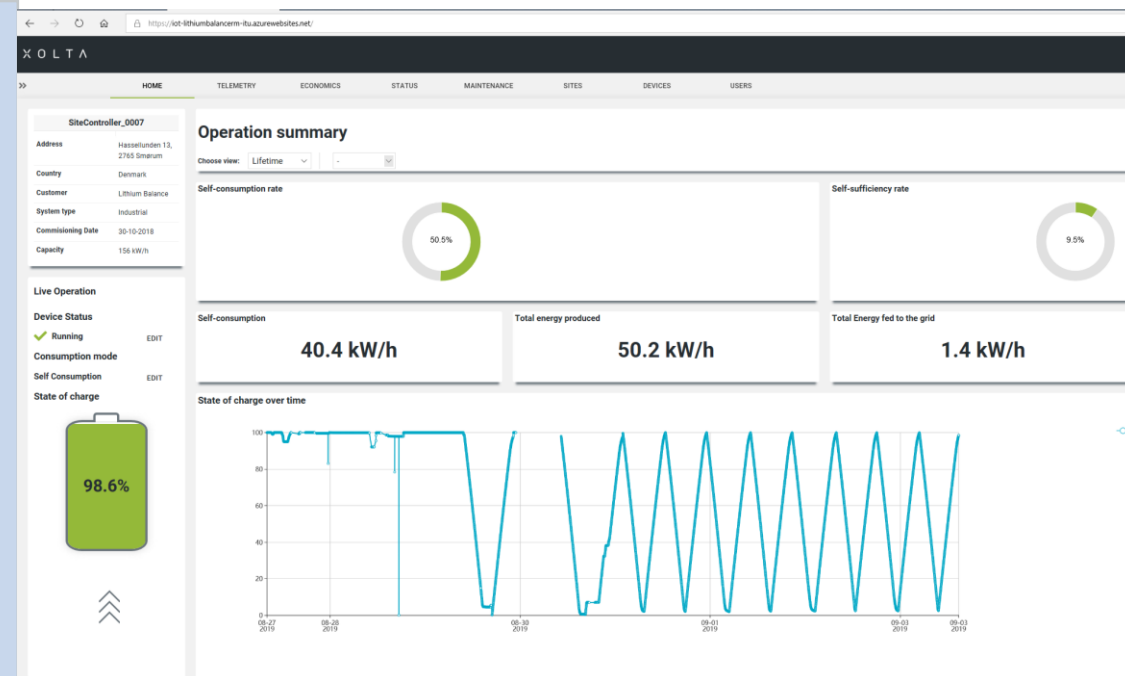 https://iot-lithiumbalancerm-itu.azurewebsites.net/
XOLTA
HOME TELEMETRY ECONOMICS STATUS MAINTENANCE SITES DEVICES USERS
SiteController_0007
Address Hassellunden 13,
2765 Smørum
Country Denmark
Customer Lithium Balance
System type Industrial
Commisioning Date 30-10-2018
Capacity 156 kW/h
Live Operation
Device Status
Running EDIT
Consumption mode
Self Consumption EDIT
State of charge
98.6%
Operation summary
Choose view: Lifetime -
Self-consumption rate
50.5%
Self-sufficiency rate
9.5%
Self-consumption
40.4 kW/h
Total energy produced
50.2 kW/h
Total Energy fed to the grid
1.4 kW/h
State of charge over time
100
80
60
40
20
0
08-27 08-28 08-30 09-01 09-03 09-03
2019 2019 2019 2019 2019 2019